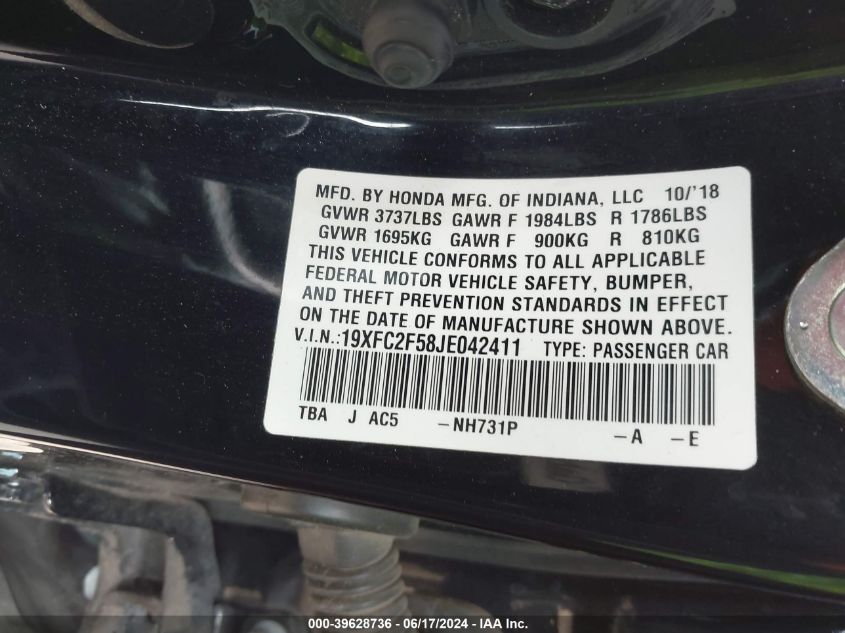 MFD. BY HONDA MFG. OF INDIANA, LLC 10/'18
GVWR 3737LBS GAWR F 1984LBS R 1786LBS
GVWR 1695KG GAWR F 900KG R 810KG
THIS VEHICLE CONFORMS TO ALL APPLICABLE
FEDERAL MOTOR VEHICLE SAFETY, BUMPER,
AND THEFT PREVENTION STANDARDS IN EFFECT
ON THE DATE OF MANUFACTURE SHOWN ABOVE.
V.I.N.:19XFC2F58JE042411 TYPE: PASSENGER CAR
TBA J AC5 -NH731P -A -E
000-39628736 - 06/17/2024 - IAAI.COM